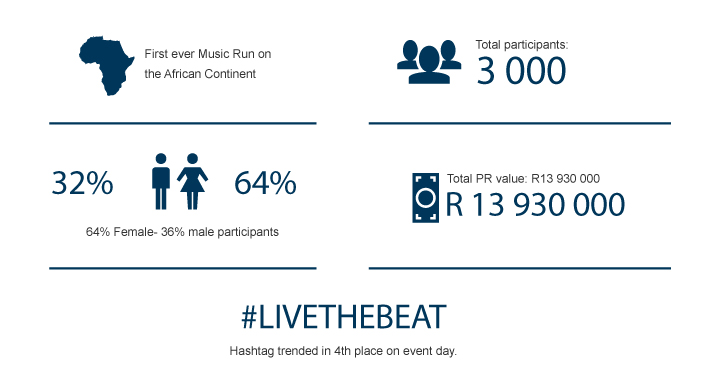 First ever Music Run on
the African Continent
Total participants:
3 000
32%
64%
64% Female- 36% male participants
Total PR value: R13 930 000
R 13 930 000
#LIVETHEBEAT
Hashtag trended in 4th place on event day.